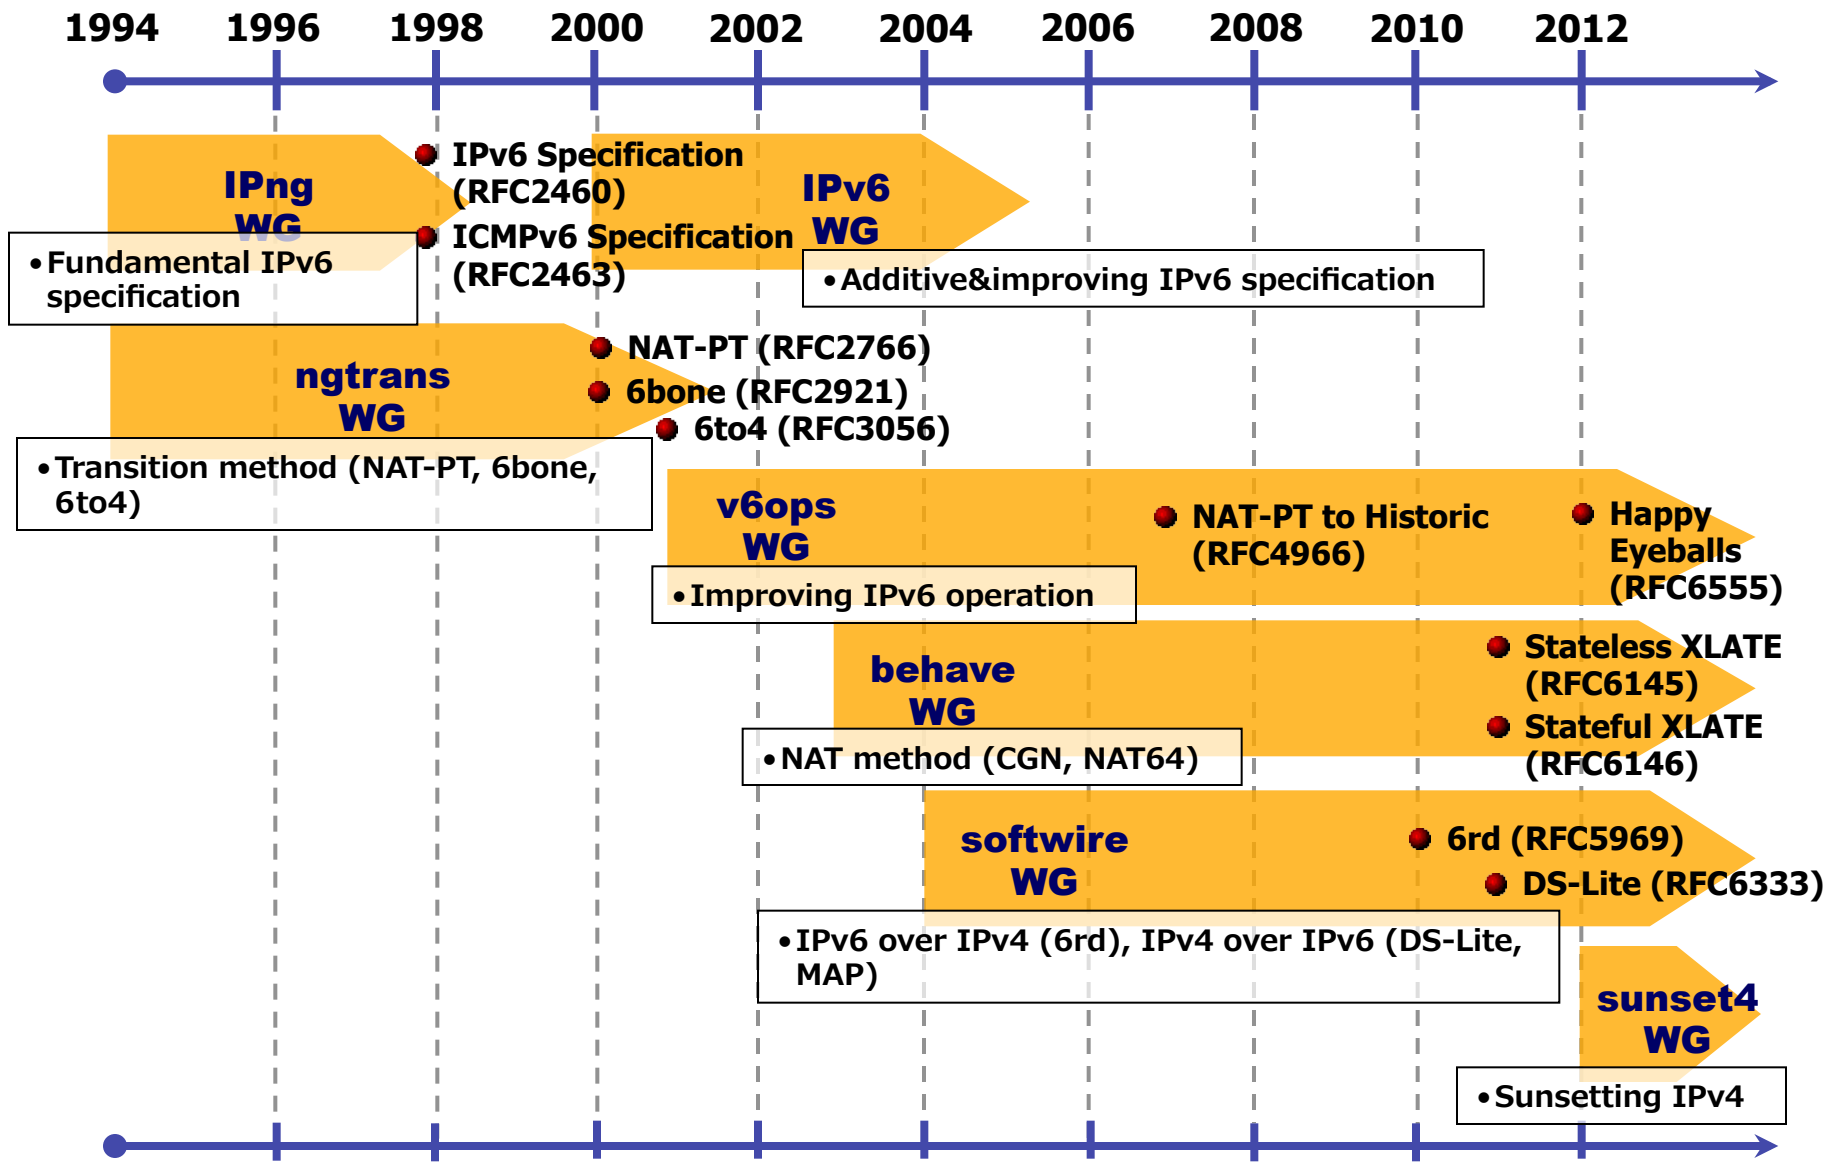 1994 1996 1998 2000 2002 2004 2006 2008 2010 2012
IPng
WG
• Fundamental IPv6
specification
IPv6 Specification
(RFC2460)
ICMPv6 Specification
(RFC2463)
IPv6
WG
• Additive&improving IPv6 specification
ngtrans
WG
• Transition method (NAT-PT, 6bone,
6to4)
NAT-PT (RFC2766)
6bone (RFC2921)
6to4 (RFC3056)
v6ops
WG
• Improving IPv6 operation
NAT-PT to Historic
(RFC4966)
Happy
Eyeballs
(RFC6555)
behave
WG
• NAT method (CGN, NAT64)
Stateless XLATE
(RFC6145)
Stateful XLATE
(RFC6146)
softwire
WG
• IPv6 over IPv4 (6rd), IPv4 over IPv6 (DS-Lite,
MAP)
6rd (RFC5969)
DS-Lite (RFC6333)
sunset4
WG
• Sunsetting IPv4